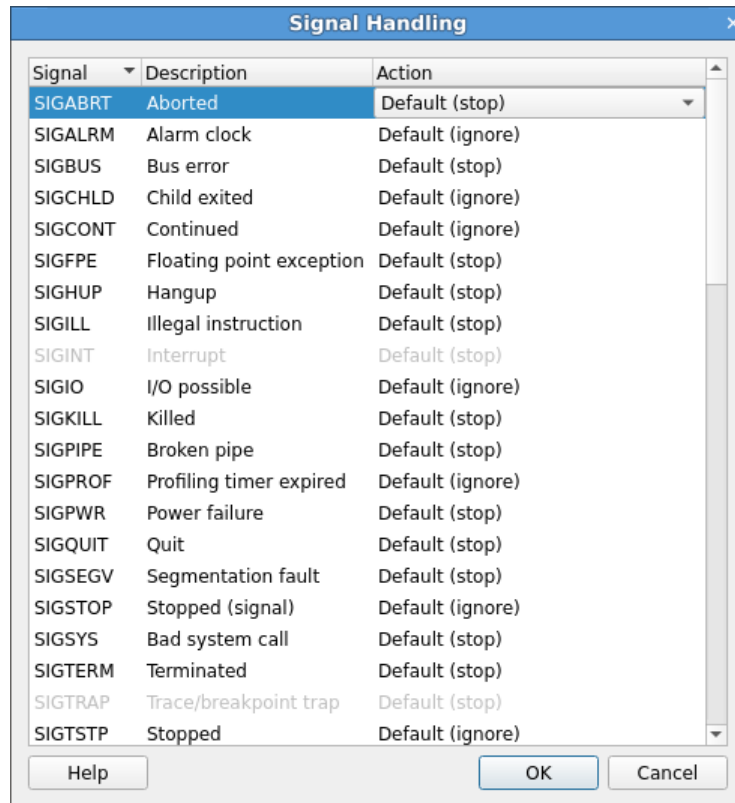 Signal Handling
Signal Description Action
SIGABRT Aborted Default (stop)
SIGALRM Alarm clock Default (ignore)
SIGBUS Bus error Default (stop)
SIGCHLD Child exited Default (ignore)
SIGCONT Continued Default (ignore)
SIGFPE Floating point exception Default (stop)
SIGHUP Hangup Default (stop)
SIGILL Illegal instruction Default (stop)
SIGINT Interrupt Default (stop)
SIGIO I/O possible Default (ignore)
SIGKILL Killed Default (stop)
SIGPIPE Broken pipe Default (stop)
SIGPROF Profiling timer expired Default (ignore)
SIGPWR Power failure Default (stop)
SIGQUIT Quit Default (stop)
SIGSEGV Segmentation fault Default (stop)
SIGSTOP Stopped (signal) Default (ignore)
SIGSYS Bad system call Default (stop)
SIGTERM Terminated Default (stop)
SIGTRAP Trace/breakpoint trap Default (stop)
SIGTSTP Stopped Default (ignore)
Help OK Cancel